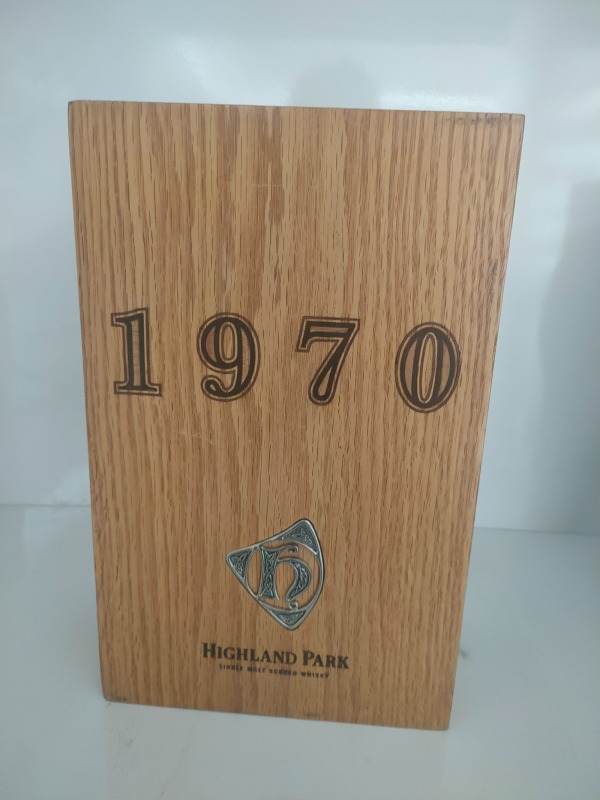 1970
H
HIGHLAND PARK
SINGLE MALT SCOTCH WHISKY